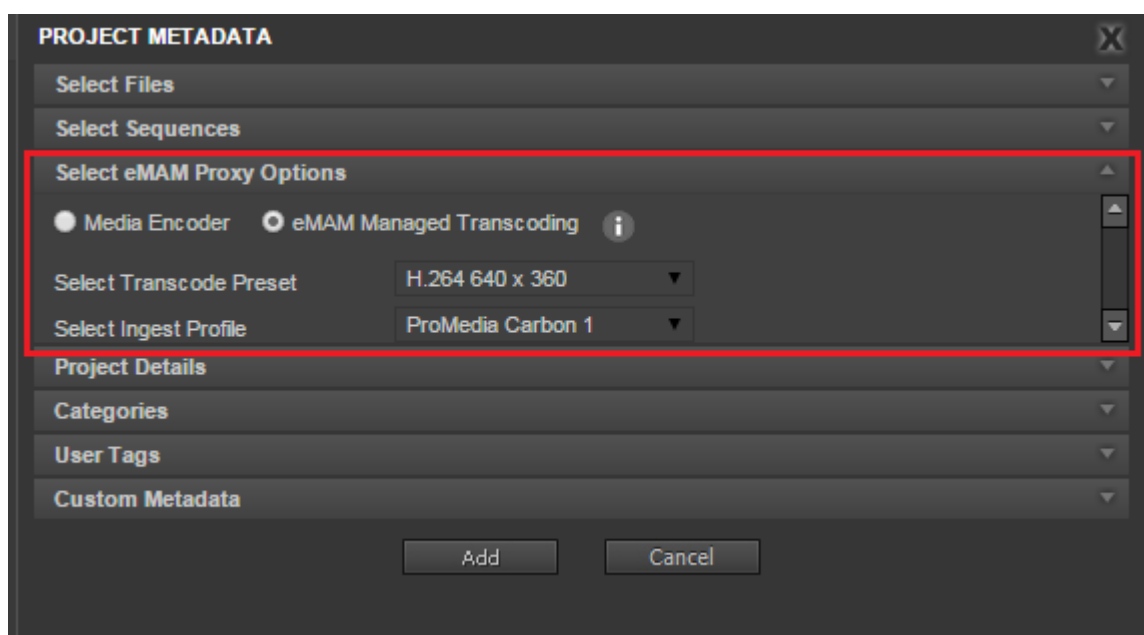 PROJECT METADATA X
Select Files
Select Sequences
Select eMAM Proxy Options
Media Encoder eMAM Managed Transcoding i
Select Transcode Preset H.264 640 x 360
Select Ingest Profile ProMedia Carbon 1
Project Details
Categories
User Tags
Custom Metadata
Add Cancel